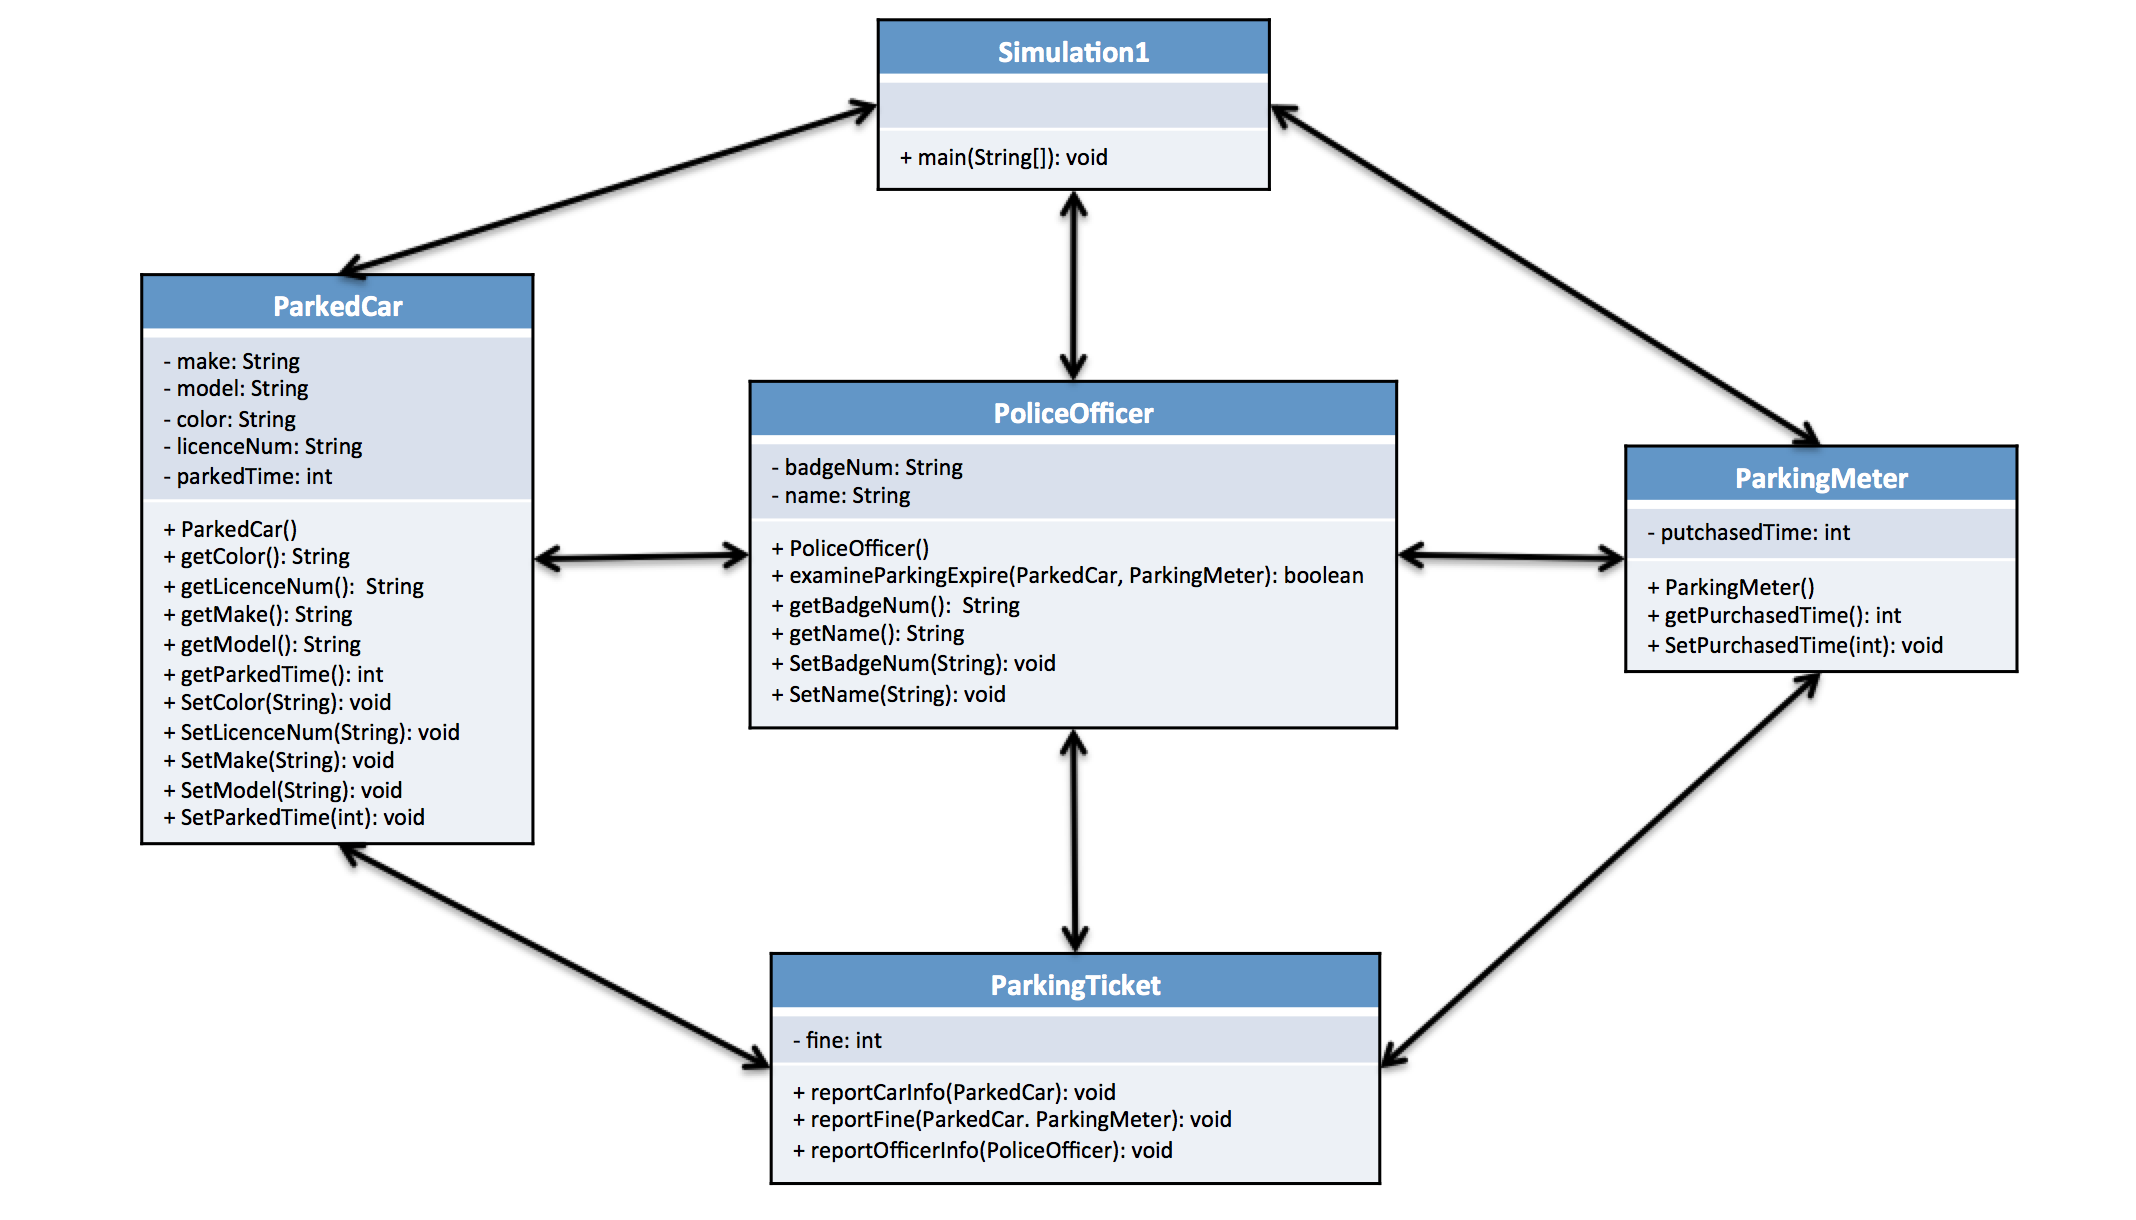 Simulation1
+ main(String[]): void
ParkedCar
- make: String
- model: String
- color: String
- licenceNum: String
- parkedTime: int
+ ParkedCar()
+ getColor(): String
+ getLicenceNum():  String
+ getMake(): String
+ getModel(): String
+ getParkedTime(): int
+ SetColor(String): void
+ SetLicenceNum(String): void
+ SetMake(String): void
+ SetModel(String): void
+ SetParkedTime(int): void
PoliceOfficer
- badgeNum: String
- name: String
+ PoliceOfficer()
+ examineParkingExpire(ParkedCar, ParkingMeter): boolean
+ getBadgeNum():  String
+ getName(): String
+ SetBadgeNum(String): void
+ SetName(String): void
ParkingMeter
- putchasedTime: int
+ ParkingMeter()
+ getPurchasedTime(): int
+ SetPurchasedTime(int): void
ParkingTicket
- fine: int
+ reportCarInfo(ParkedCar): void
+ reportFine(ParkedCar. ParkingMeter): void
+ reportOfficerInfo(PoliceOfficer): void